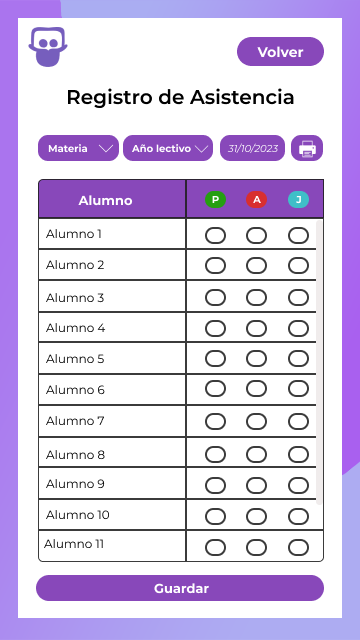 Volver
Registro de Asistencia
Materia Año lectivo 31/10/2023
Alumno P A J
Alumno 1
Alumno 2
Alumno 3
Alumno 4
Alumno 5
Alumno 6
Alumno 7
Alumno 8
Alumno 9
Alumno 10
Alumno 11
Guardar